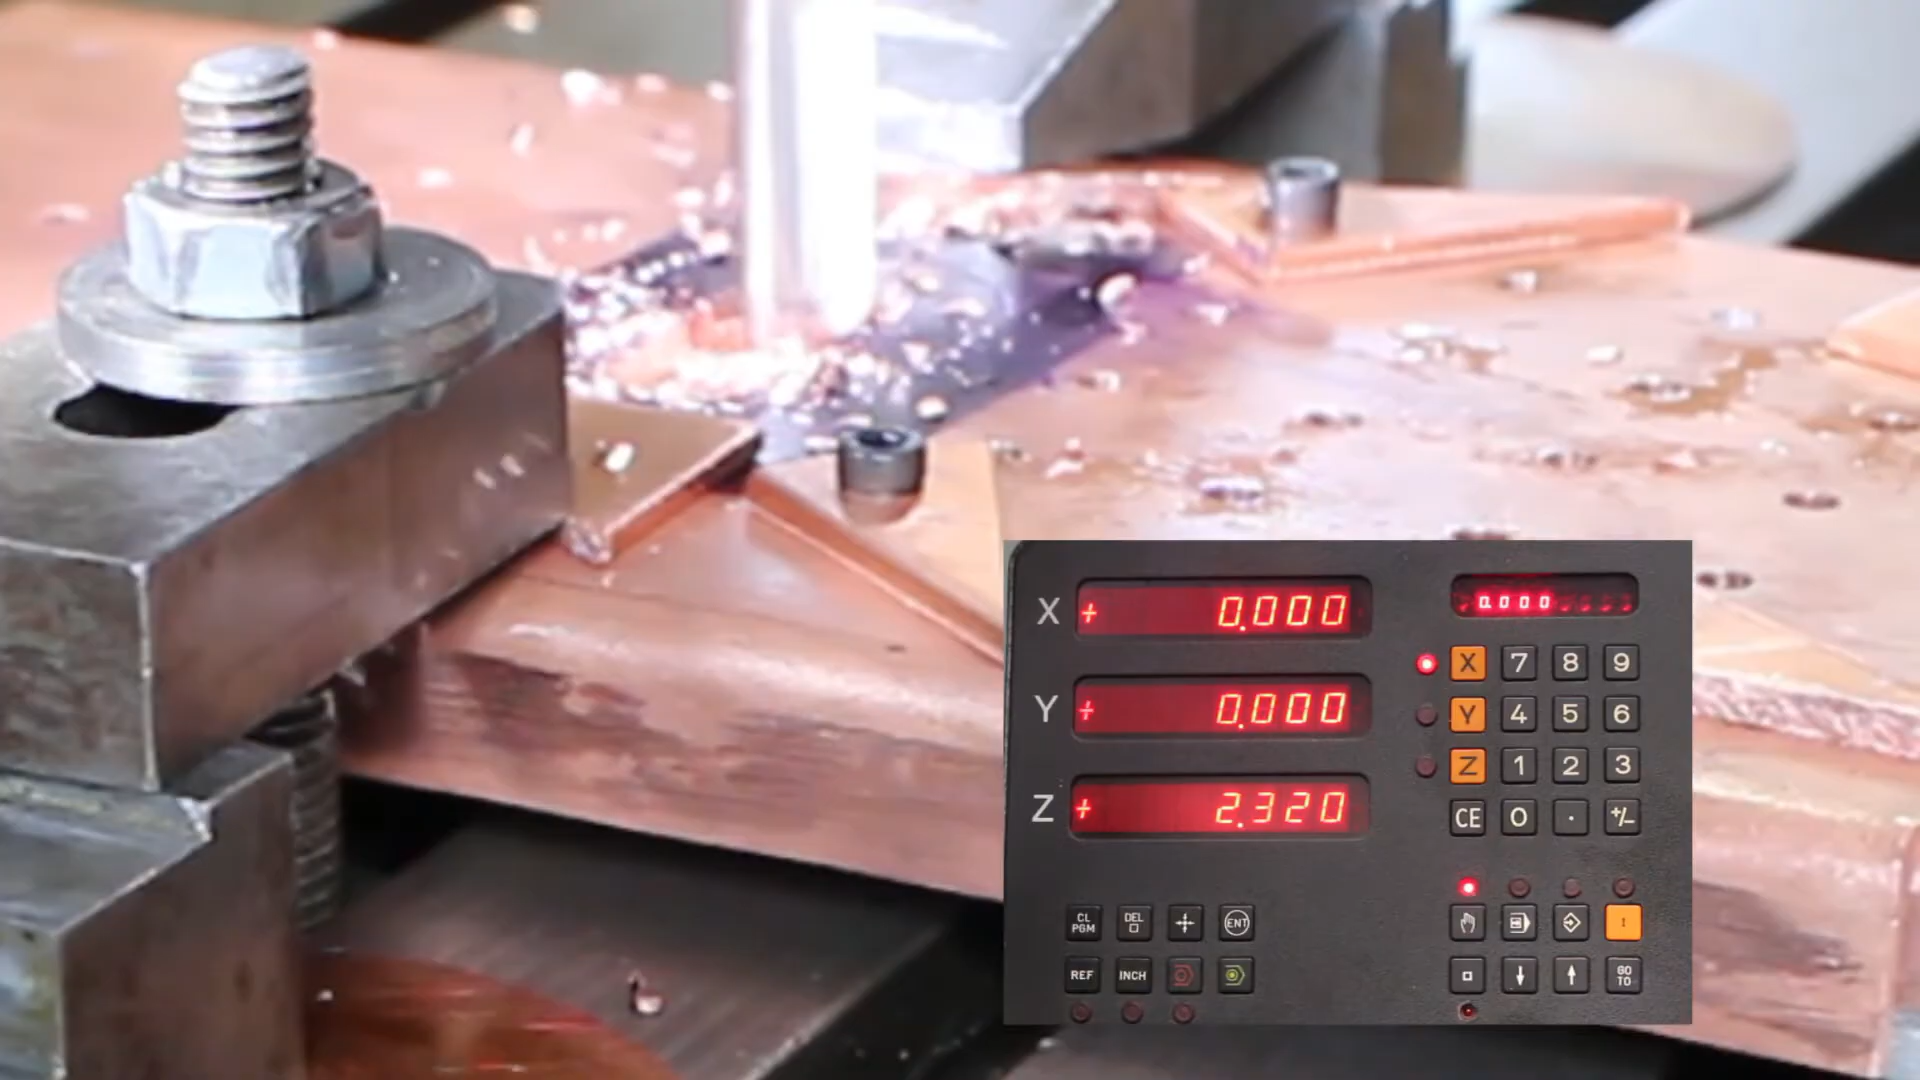 X + 0.000
0.000
Y + 0.000
Z + 2.320
X 7 8 9
Y 4 5 6
Z 1 2 3
CE 0 . +/-
CL PGM
DEL
ENT
REF INCH
GO TO